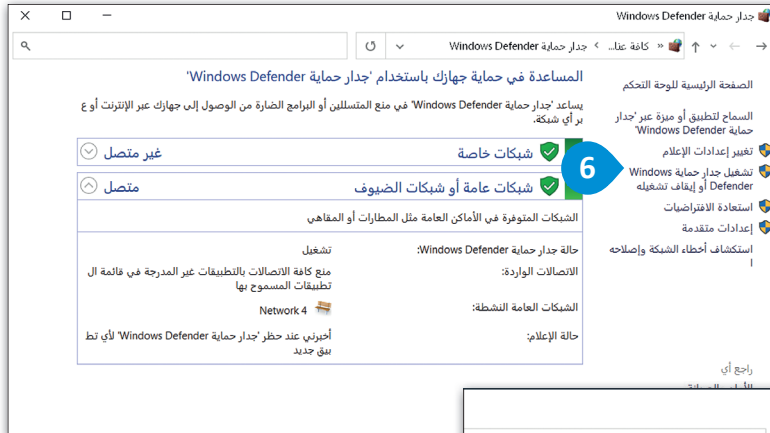 جدار حماية Windows Defender
كافة عنا... › جدار حماية Windows Defender
الصفحة الرئيسية للوحة التحكم
السماح لتطبيق أو ميزة عبر 'جدار
حماية Windows Defender'
تغيير إعدادات الإعلام
تشغيل جدار حماية Windows
Defender أو إيقاف تشغيله
استعادة الافتراضيات
إعدادات متقدمة
استكشاف أخطاء الشبكة وإصلاحه
ا
راجع أي
6
المساعدة في حماية جهازك باستخدام 'جدار حماية Windows Defender'
يساعد 'جدار حماية Windows Defender' في منع المتسللين أو البرامج الضارة من الوصول إلى جهازك عبر الإنترنت أو ع
بر أي شبكة.
شبكات خاصة
غير متصل
شبكات عامة أو شبكات الضيوف
متصل
الشبكات المتوفرة في الأماكن العامة مثل المطارات أو المقاهي
حالة جدار حماية Windows Defender:
تشغيل
الاتصالات الواردة:
منع كافة الاتصالات بالتطبيقات غير المدرجة في قائمة ال
تطبيقات المسموح بها
الشبكات العامة النشطة:
Network 4
حالة الإعلام:
أخبرني عند حظر 'جدار حماية Windows Defender' لأي تط
بيق جديد